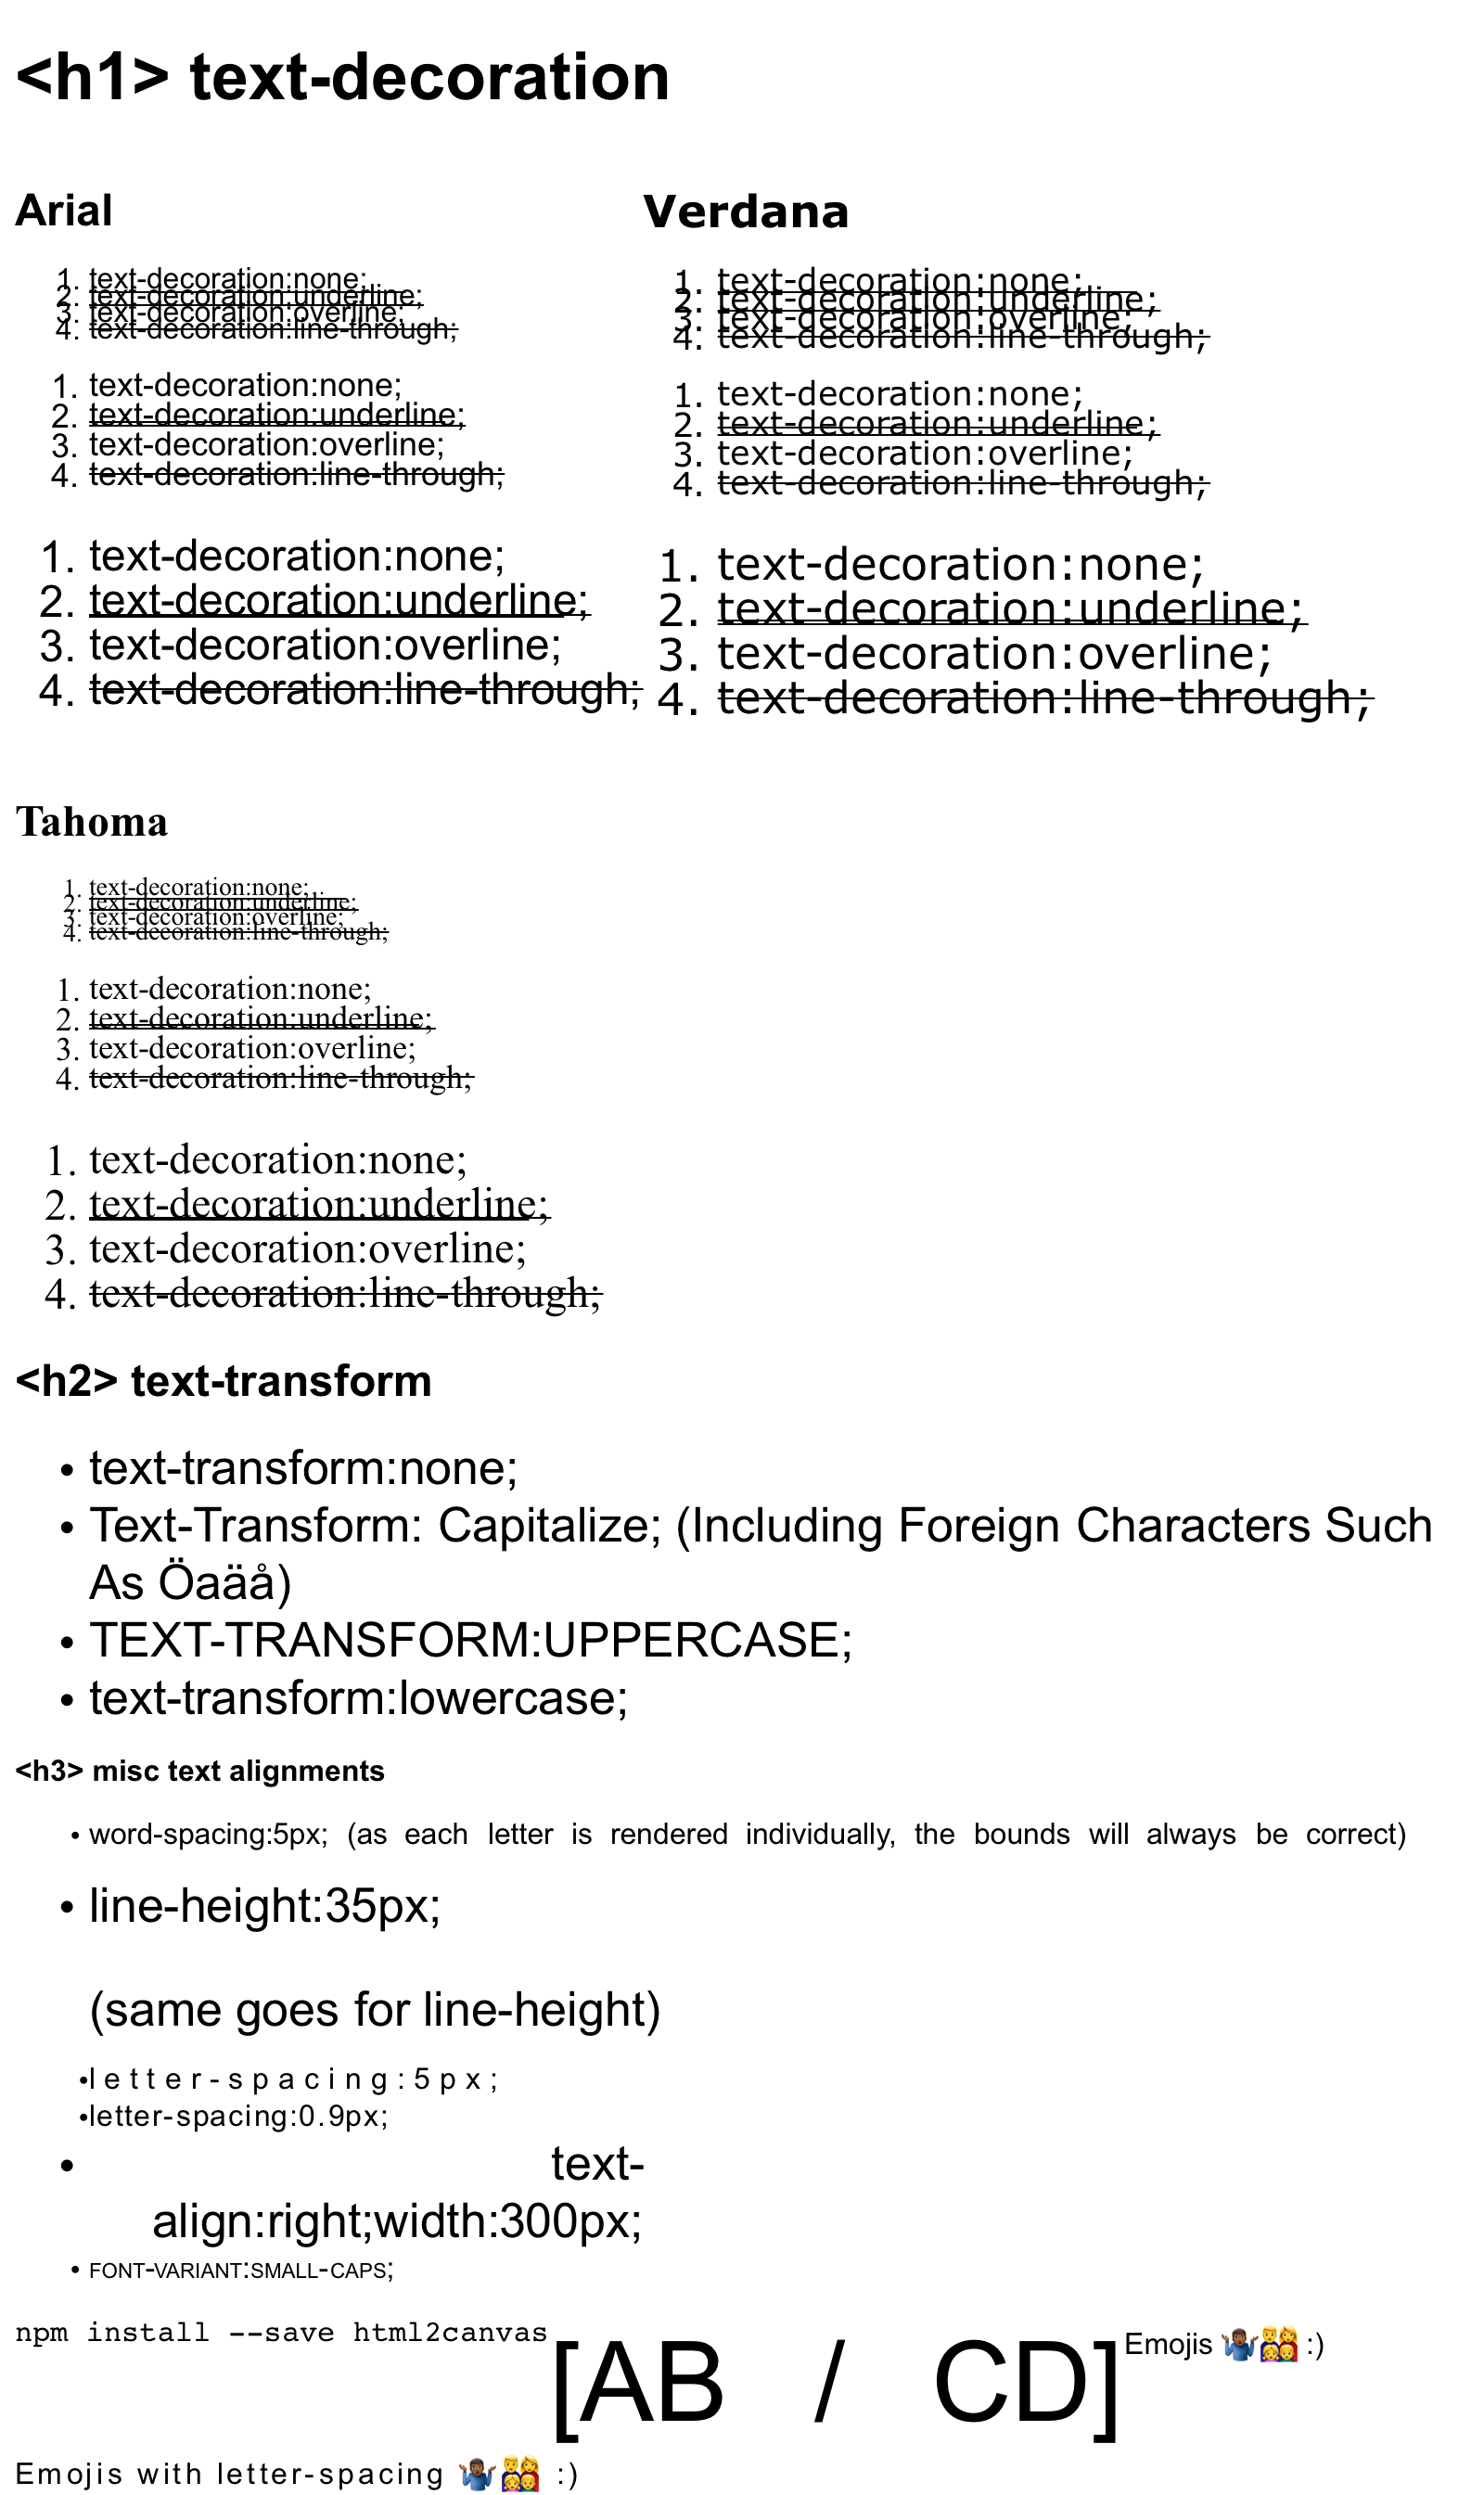 <h1> text-decoration
Arial
1. text-decoration:none;
2. text-decoration:underline;
3. text-decoration:overline;
4. text-decoration:line-through;
1. text-decoration:none;
2. text-decoration:underline;
3. text-decoration:overline;
4. text-decoration:line-through;
1. text-decoration:none;
2. text-decoration:underline;
3. text-decoration:overline;
4. text-decoration:line-through;
Verdana
1. text-decoration:none;
2. text-decoration:underline;
3. text-decoration:overline;
4. text-decoration:line-through;
1. text-decoration:none;
2. text-decoration:underline;
3. text-decoration:overline;
4. text-decoration:line-through;
1. text-decoration:none;
2. text-decoration:underline;
3. text-decoration:overline;
4. text-decoration:line-through;
Tahoma
1. text-decoration:none;
2. text-decoration:underline;
3. text-decoration:overline;
4. text-decoration:line-through;
1. text-decoration:none;
2. text-decoration:underline;
3. text-decoration:overline;
4. text-decoration:line-through;
1. text-decoration:none;
2. text-decoration:underline;
3. text-decoration:overline;
4. text-decoration:line-through;
<h2> text-transform
• text-transform:none;
• Text-Transform: Capitalize; (Including Foreign Characters Such
As Öaäå)
• TEXT-TRANSFORM:UPPERCASE;
• text-transform:lowercase;
<h3> misc text alignments
• word-spacing:5px; (as each letter is rendered individually, the bounds will always be correct)
• line-height:35px;
(same goes for line-height)
•letter-spacing:5px;
•letter-spacing:0.9px;
• text-
align:right;width:300px;
• FONT-VARIANT:SMALL-CAPS;
npm install --save html2canvas
[AB / CD]
Emojis 🤷🏾‍♂️👨‍👩‍👧‍👦 :)
Emojis with letter-spacing 🤷🏾‍♂️👨‍👩‍👧‍👦 :)